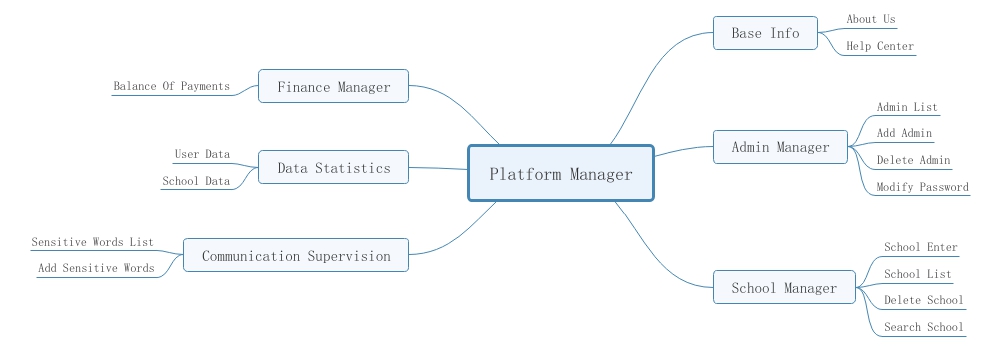 Platform Manager
Base Info
About Us
Help Center
Admin Manager
Admin List
Add Admin
Delete Admin
Modify Password
School Manager
School Enter
School List
Delete School
Search School
Finance Manager
Balance Of Payments
Data Statistics
User Data
School Data
Communication Supervision
Sensitive Words List
Add Sensitive Words